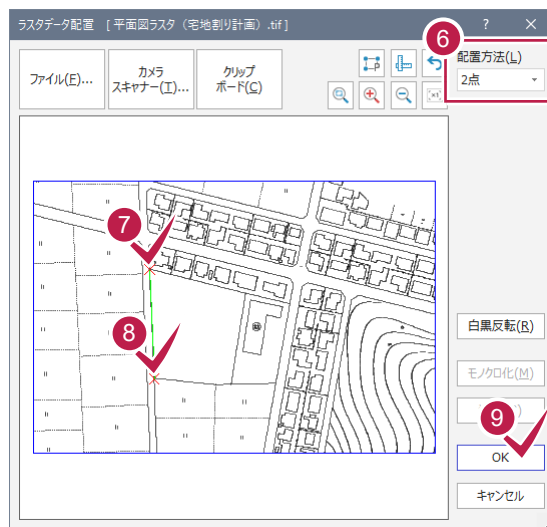 ラスタデータ配置 [ 平面図ラスタ（宅地割り計画）.tif ]
6
ファイル(F)...
カメラ
スキャナー(T)...
クリップ
ボード(C)
配置方法(L)
2点
7
8
白黒反転(R)
モノクロ化(M)
9
OK
キャンセル